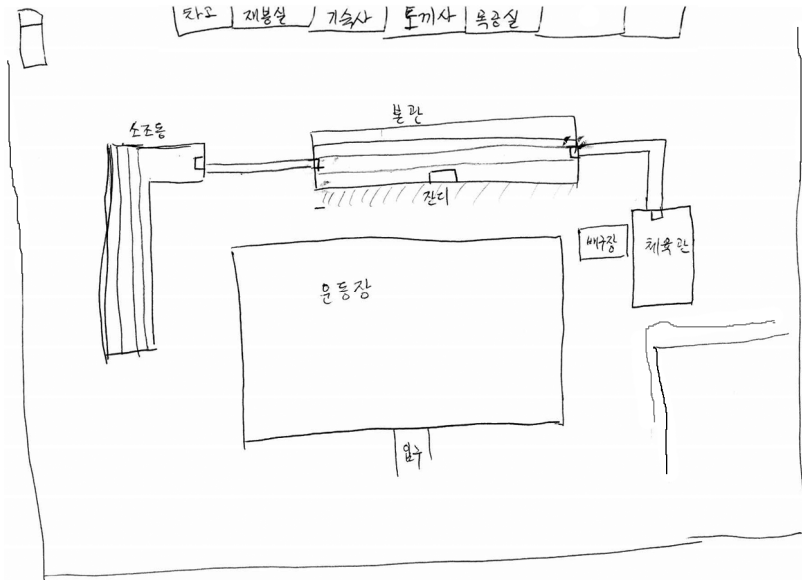 차고 재봉실 기숙사 토끼사 목공실
소조동
본관
잔디
배구장
체육관
운동장
입구